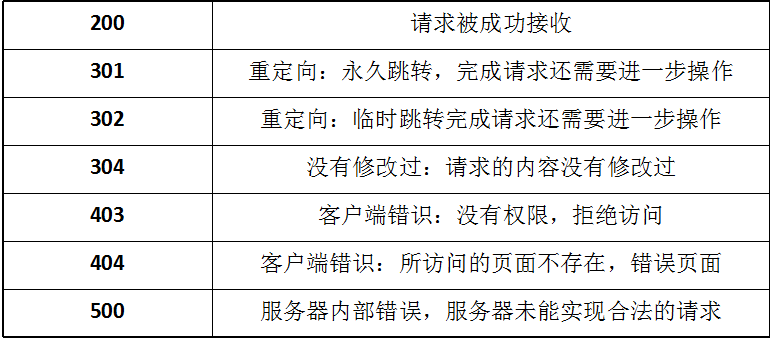 200 请求被成功接收
301 重定向：永久跳转，完成请求还需要进一步操作
302 重定向：临时跳转完成请求还需要进一步操作
304 没有修改过：请求的内容没有修改过
403 客户端错识：没有权限，拒绝访问
404 客户端错识：所访问的页面不存在，错误页面
500 服务器内部错误，服务器未能实现合法的请求